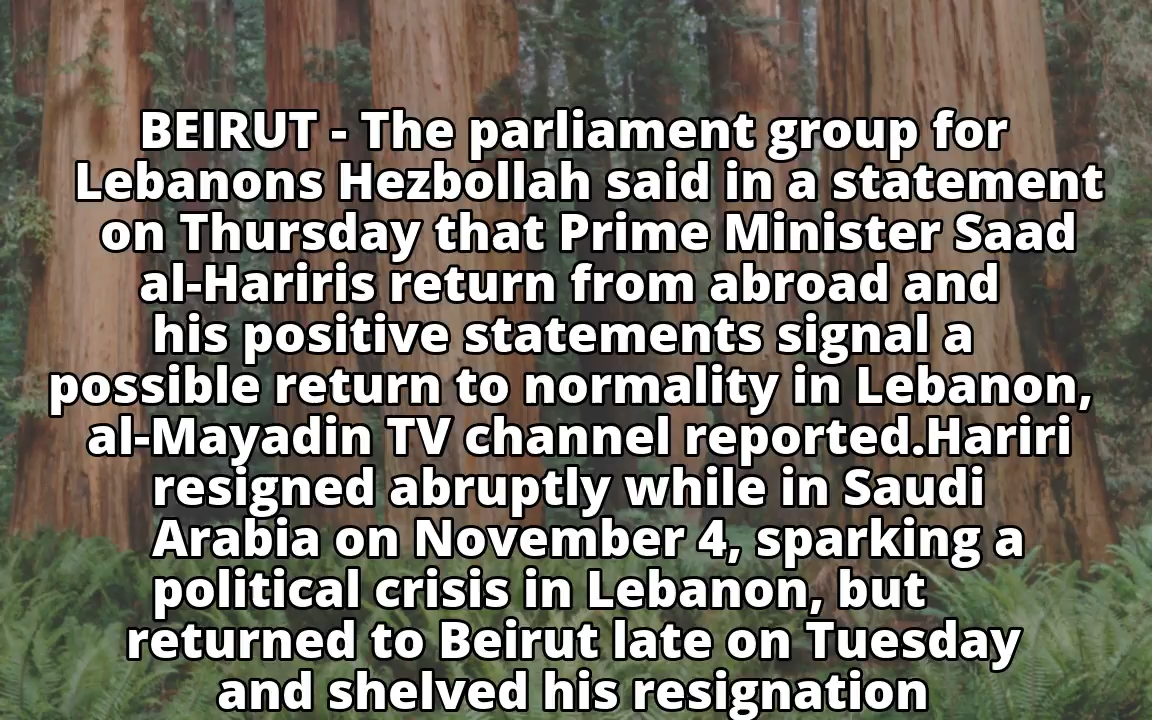 BEIRUT - The parliament group for
Lebanons Hezbollah said in a statement
on Thursday that Prime Minister Saad
al-Hariris return from abroad and
his positive statements signal a
possible return to normality in Lebanon,
al-Mayadin TV channel reported.Hariri
resigned abruptly while in Saudi
Arabia on November 4, sparking a
political crisis in Lebanon, but
returned to Beirut late on Tuesday
and shelved his resignation